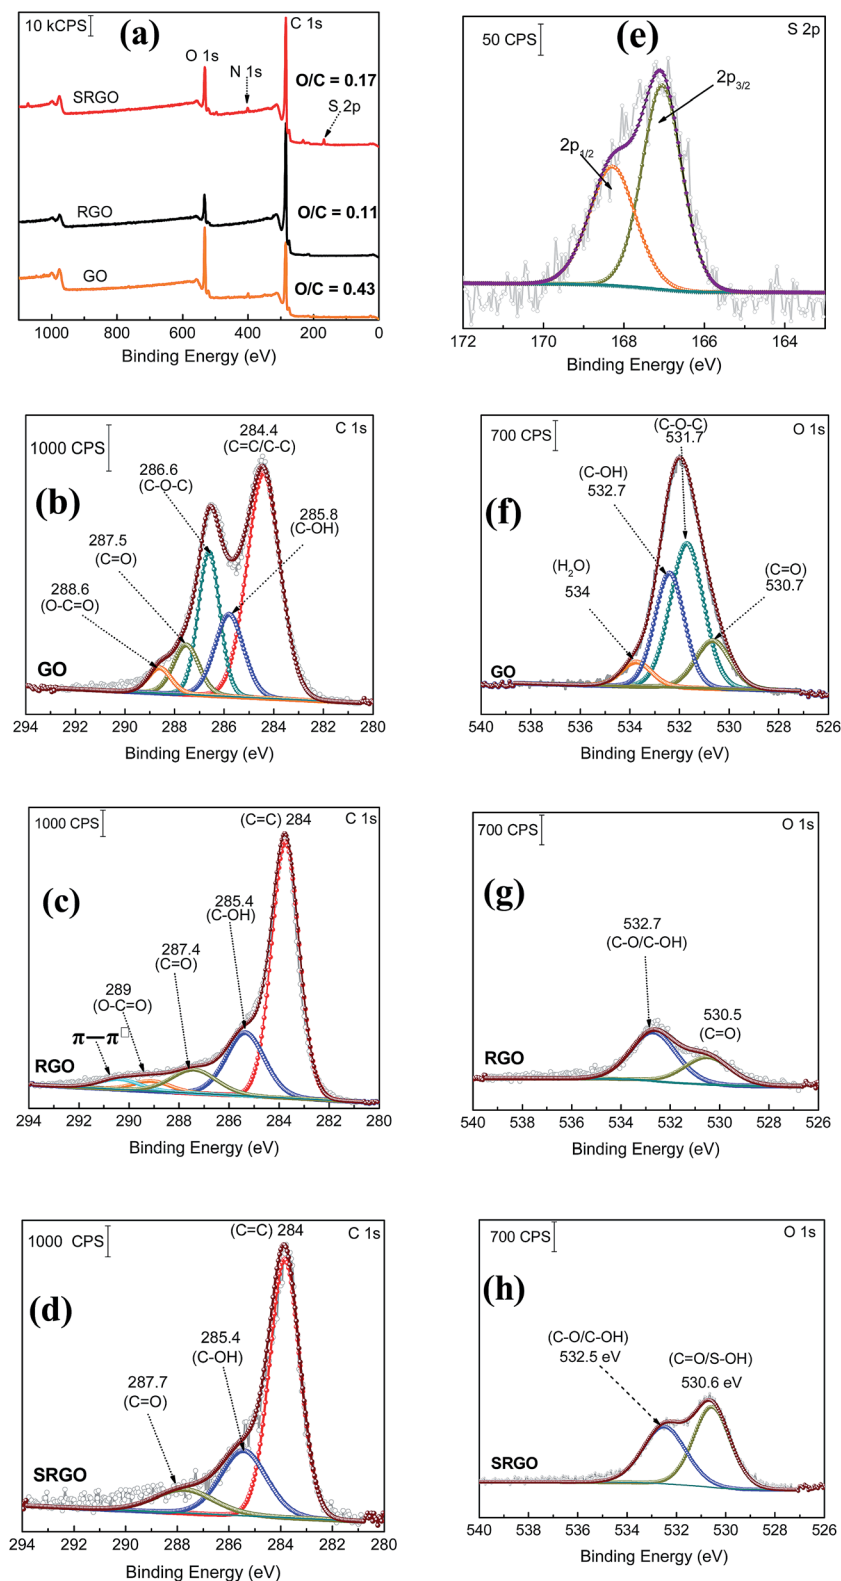 10 kCPS
(a)
C 1s
O 1s
N 1s
O/C = 0.17
SRGO
S 2p
RGO
O/C = 0.11
GO
O/C = 0.43
1000 800 600 400 200 0
Binding Energy (eV)
50 CPS
(e)
S 2p
2p3/2
2p1/2
172 170 168 166 164
Binding Energy (eV)
1000 CPS
284.4
(C=C/C-C)
C 1s
(b)
286.6
(C-O-C)
285.8
(C-OH)
287.5
(C=O)
288.6
(O-C=O)
GO
294 292 290 288 286 284 282 280
Binding Energy (eV)
700 CPS
(C-O-C)
531.7
O 1s
(f)
(C-OH)
532.7
(H2O)
534
(C=O)
530.7
GO
540 538 536 534 532 530 528 526
Binding Energy (eV)
1000 CPS
(C=C) 284
C 1s
(c)
285.4
(C-OH)
287.4
(C=O)
289
(O-C=O)
π—π□
RGO
294 292 290 288 286 284 282 280
Binding Energy (eV)
700 CPS
O 1s
(g)
532.7
(C-O/C-OH)
530.5
(C=O)
RGO
540 538 536 534 532 530 528 526
Binding Energy (eV)
1000 CPS
(C=C) 284
C 1s
(d)
285.4
(C-OH)
287.7
(C=O)
SRGO
294 292 290 288 286 284 282 280
Binding Energy (eV)
700 CPS
O 1s
(h)
(C-O/C-OH)
532.5 eV
(C=O/S-OH)
530.6 eV
SRGO
540 538 536 534 532 530 528 526
Binding Energy (eV)